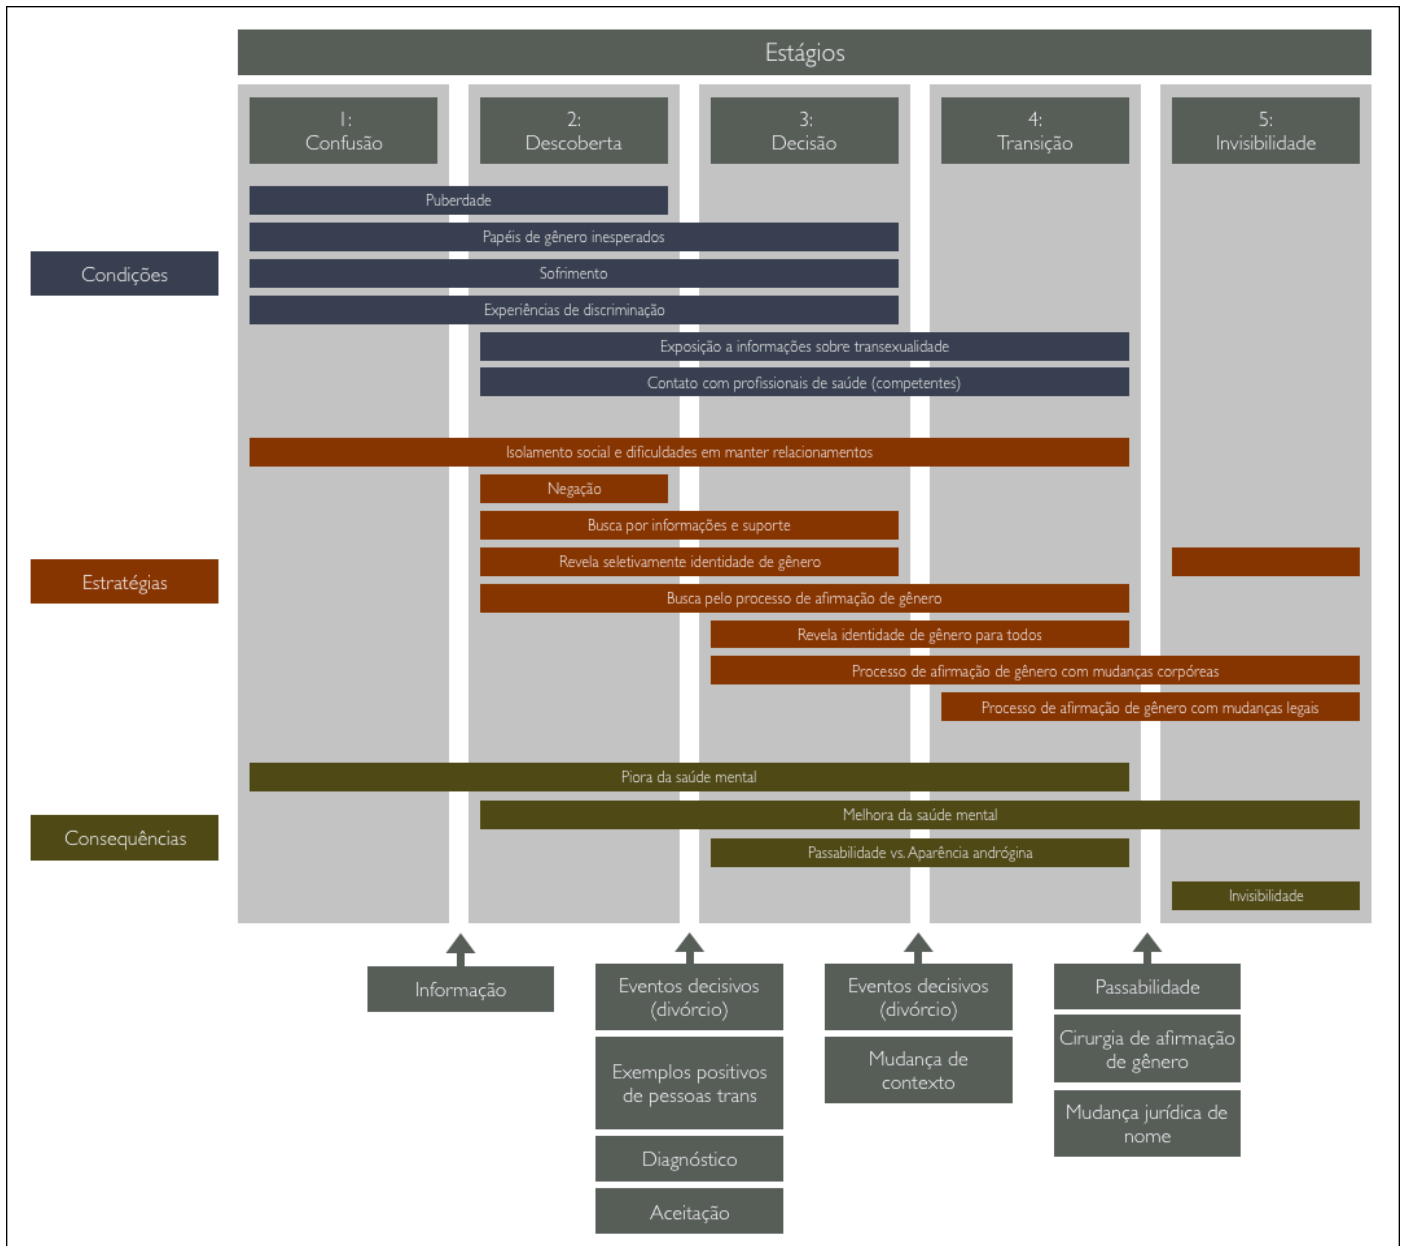 Estágios
1:
Confusão
2:
Descoberta
3:
Decisão
4:
Transição
5:
Invisibilidade
Condições
Puberdade
Papéis de gênero inesperados
Sofrimento
Experiências de discriminação
Exposição a informações sobre transexualidade
Contato com profissionais de saúde (competentes)
Estratégias
Isolamento social e dificuldades em manter relacionamentos
Negação
Busca por informações e suporte
Revela seletivamente identidade de gênero
Busca pelo processo de afirmação de gênero
Revela identidade de gênero para todos
Processo de afirmação de gênero com mudanças corpóreas
Processo de afirmação de gênero com mudanças legais
Consequências
Piora da saúde mental
Melhora da saúde mental
Passabilidade vs. Aparência andrógina
Invisibilidade
Informação
Eventos decisivos
(divórcio)
Exemplos positivos
de pessoas trans
Diagnóstico
Aceitação
Eventos decisivos
(divórcio)
Mudança de
contexto
Passabilidade
Cirurgia de afirmação
de gênero
Mudança jurídica de
nome